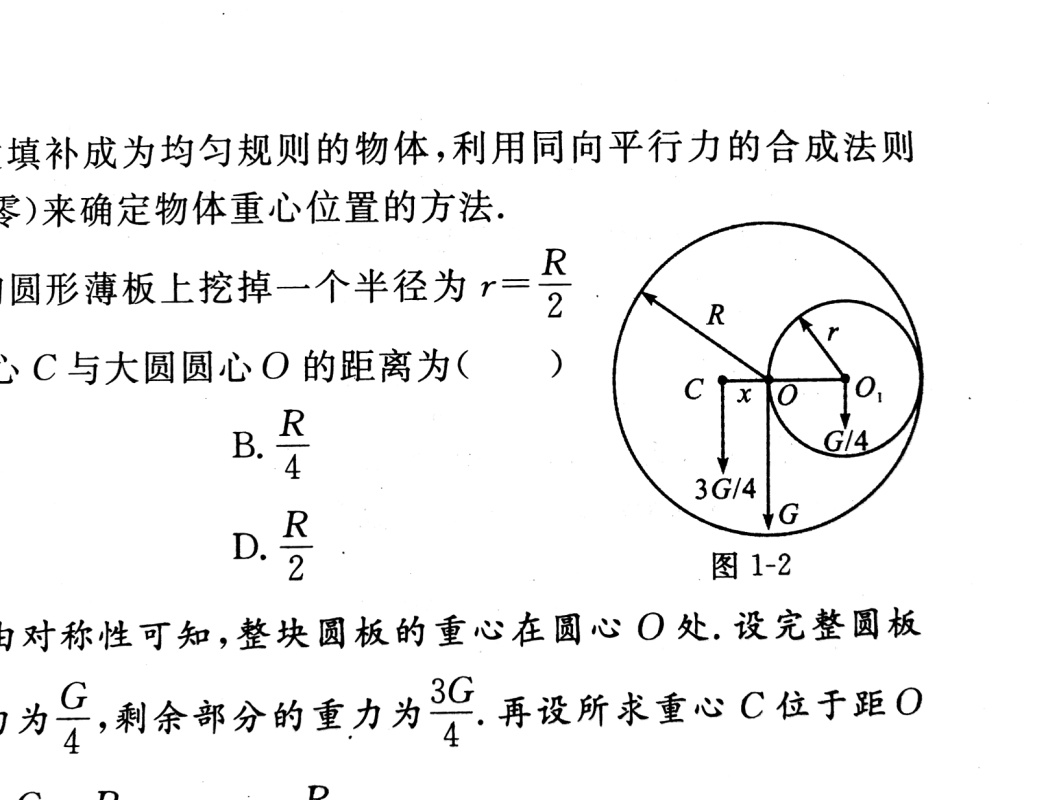 填补成为均匀规则的物体,利用同向平行力的合成法则
零)来确定物体重心位置的方法.
圆形薄板上挖掉一个半径为 r=R/2
C 与大圆圆心 O 的距离为(  )
B. R/4
D. R/2
R
r
C
x
O
O₁
G/4
3G/4
G
图 1-2
由对称性可知,整块圆板的重心在圆心 O 处.设完整圆板
为 G/4,剩余部分的重力为 3G/4.再设所求重心 C 位于距 O